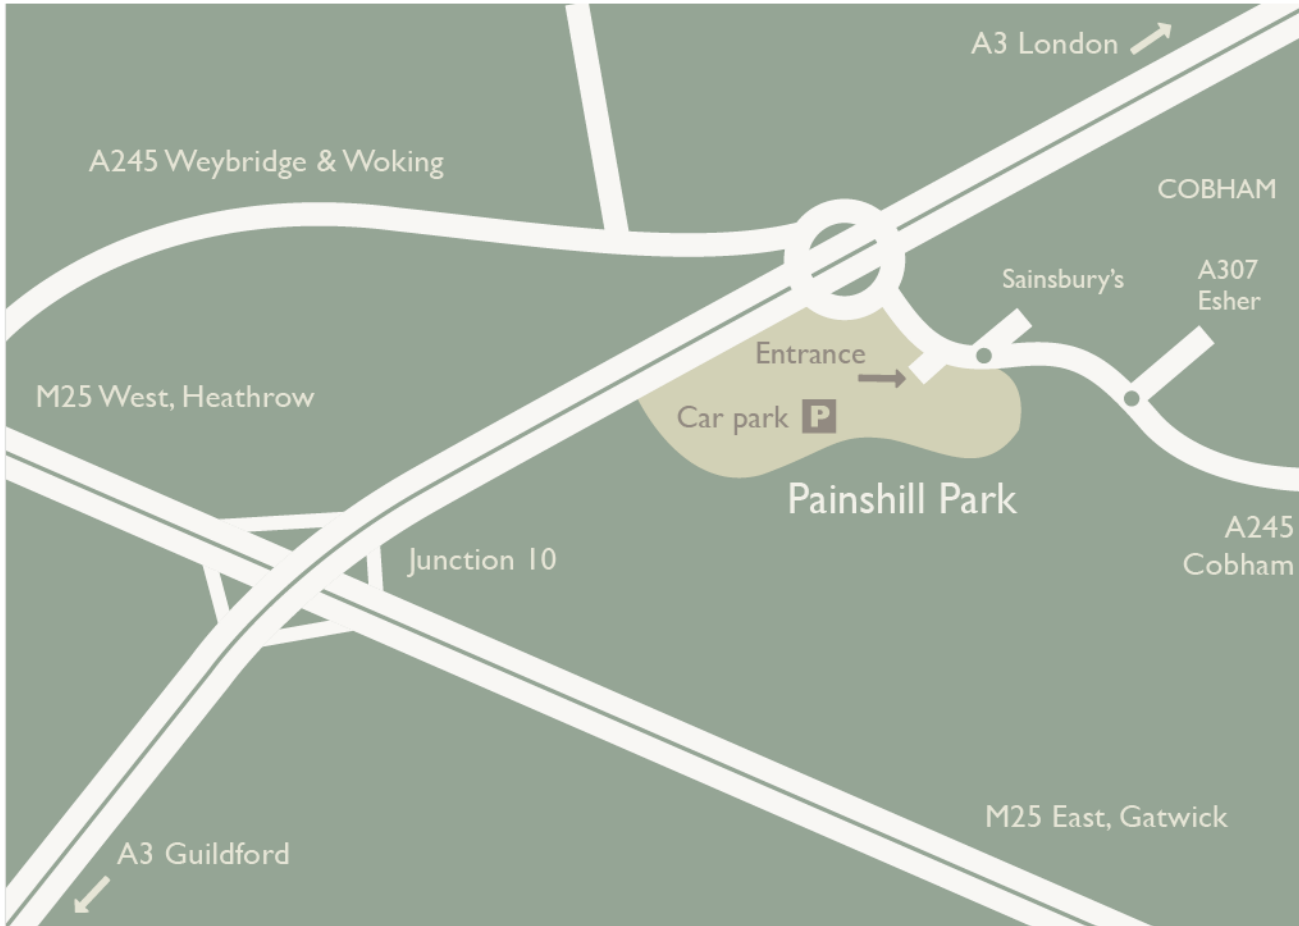 A3 London
A245 Weybridge & Woking
COBHAM
Sainsbury's
A307
Esher
Entrance
M25 West, Heathrow
Car park P
Painshill Park
A245
Cobham
Junction 10
M25 East, Gatwick
A3 Guildford